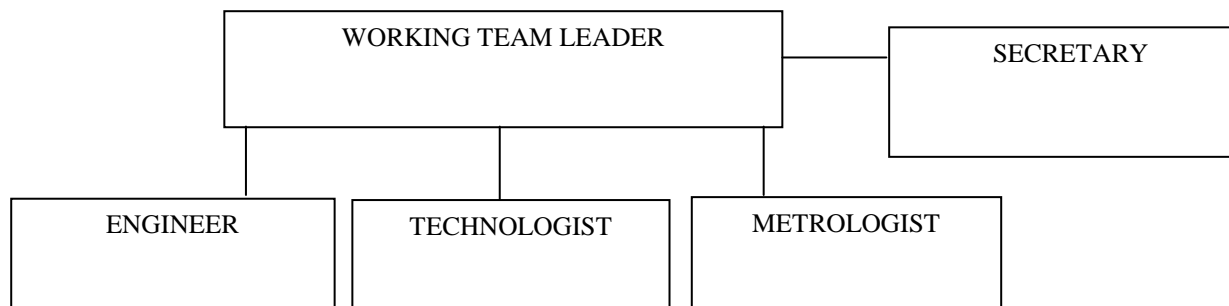 WORKING TEAM LEADER
SECRETARY
ENGINEER
TECHNOLOGIST
METROLOGIST